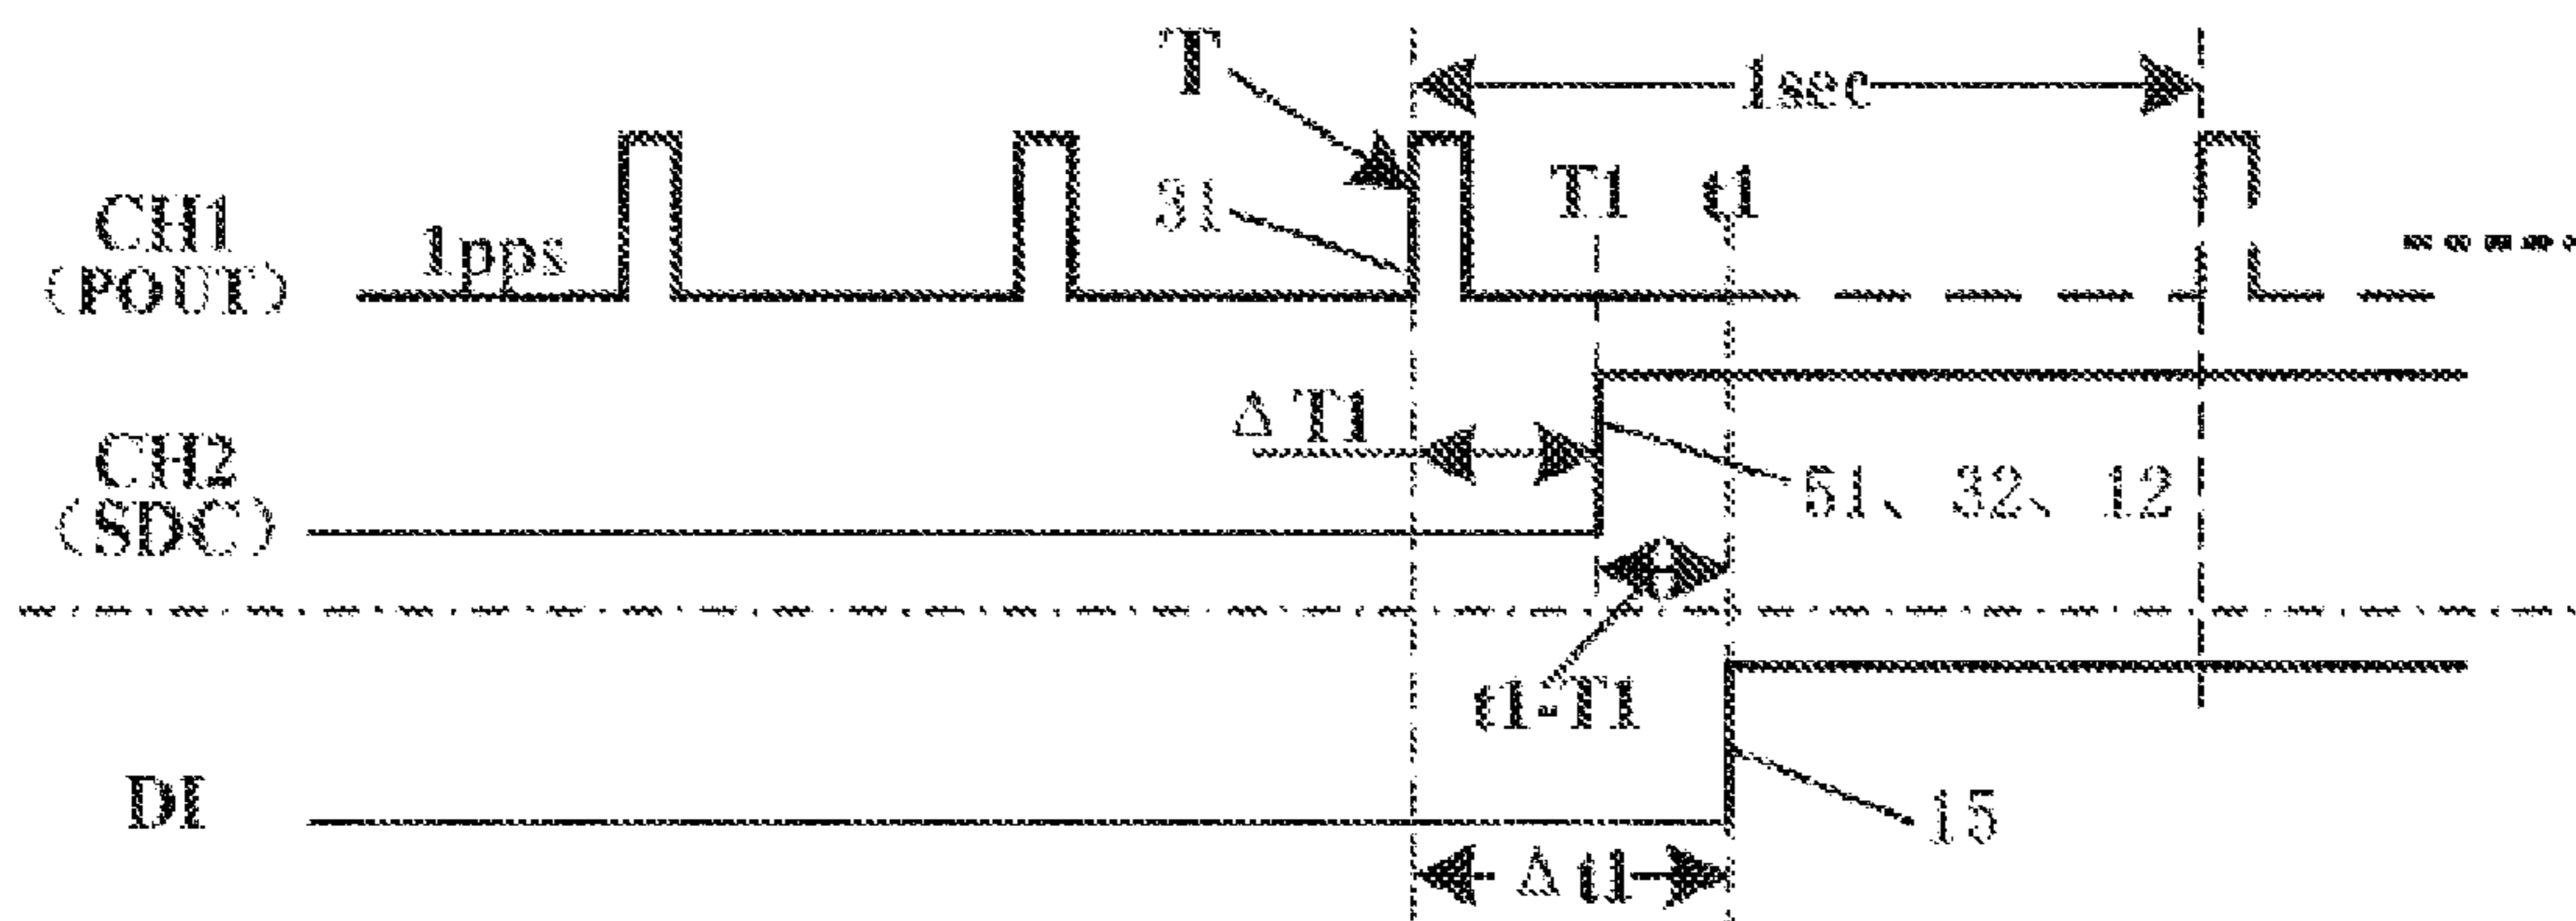 T
1sec
31
T1
t1
CH1
(POUT)
1pps
ΔT1
CH2
(SDC)
51、32、12
t1-T1
DI
15
Δt1